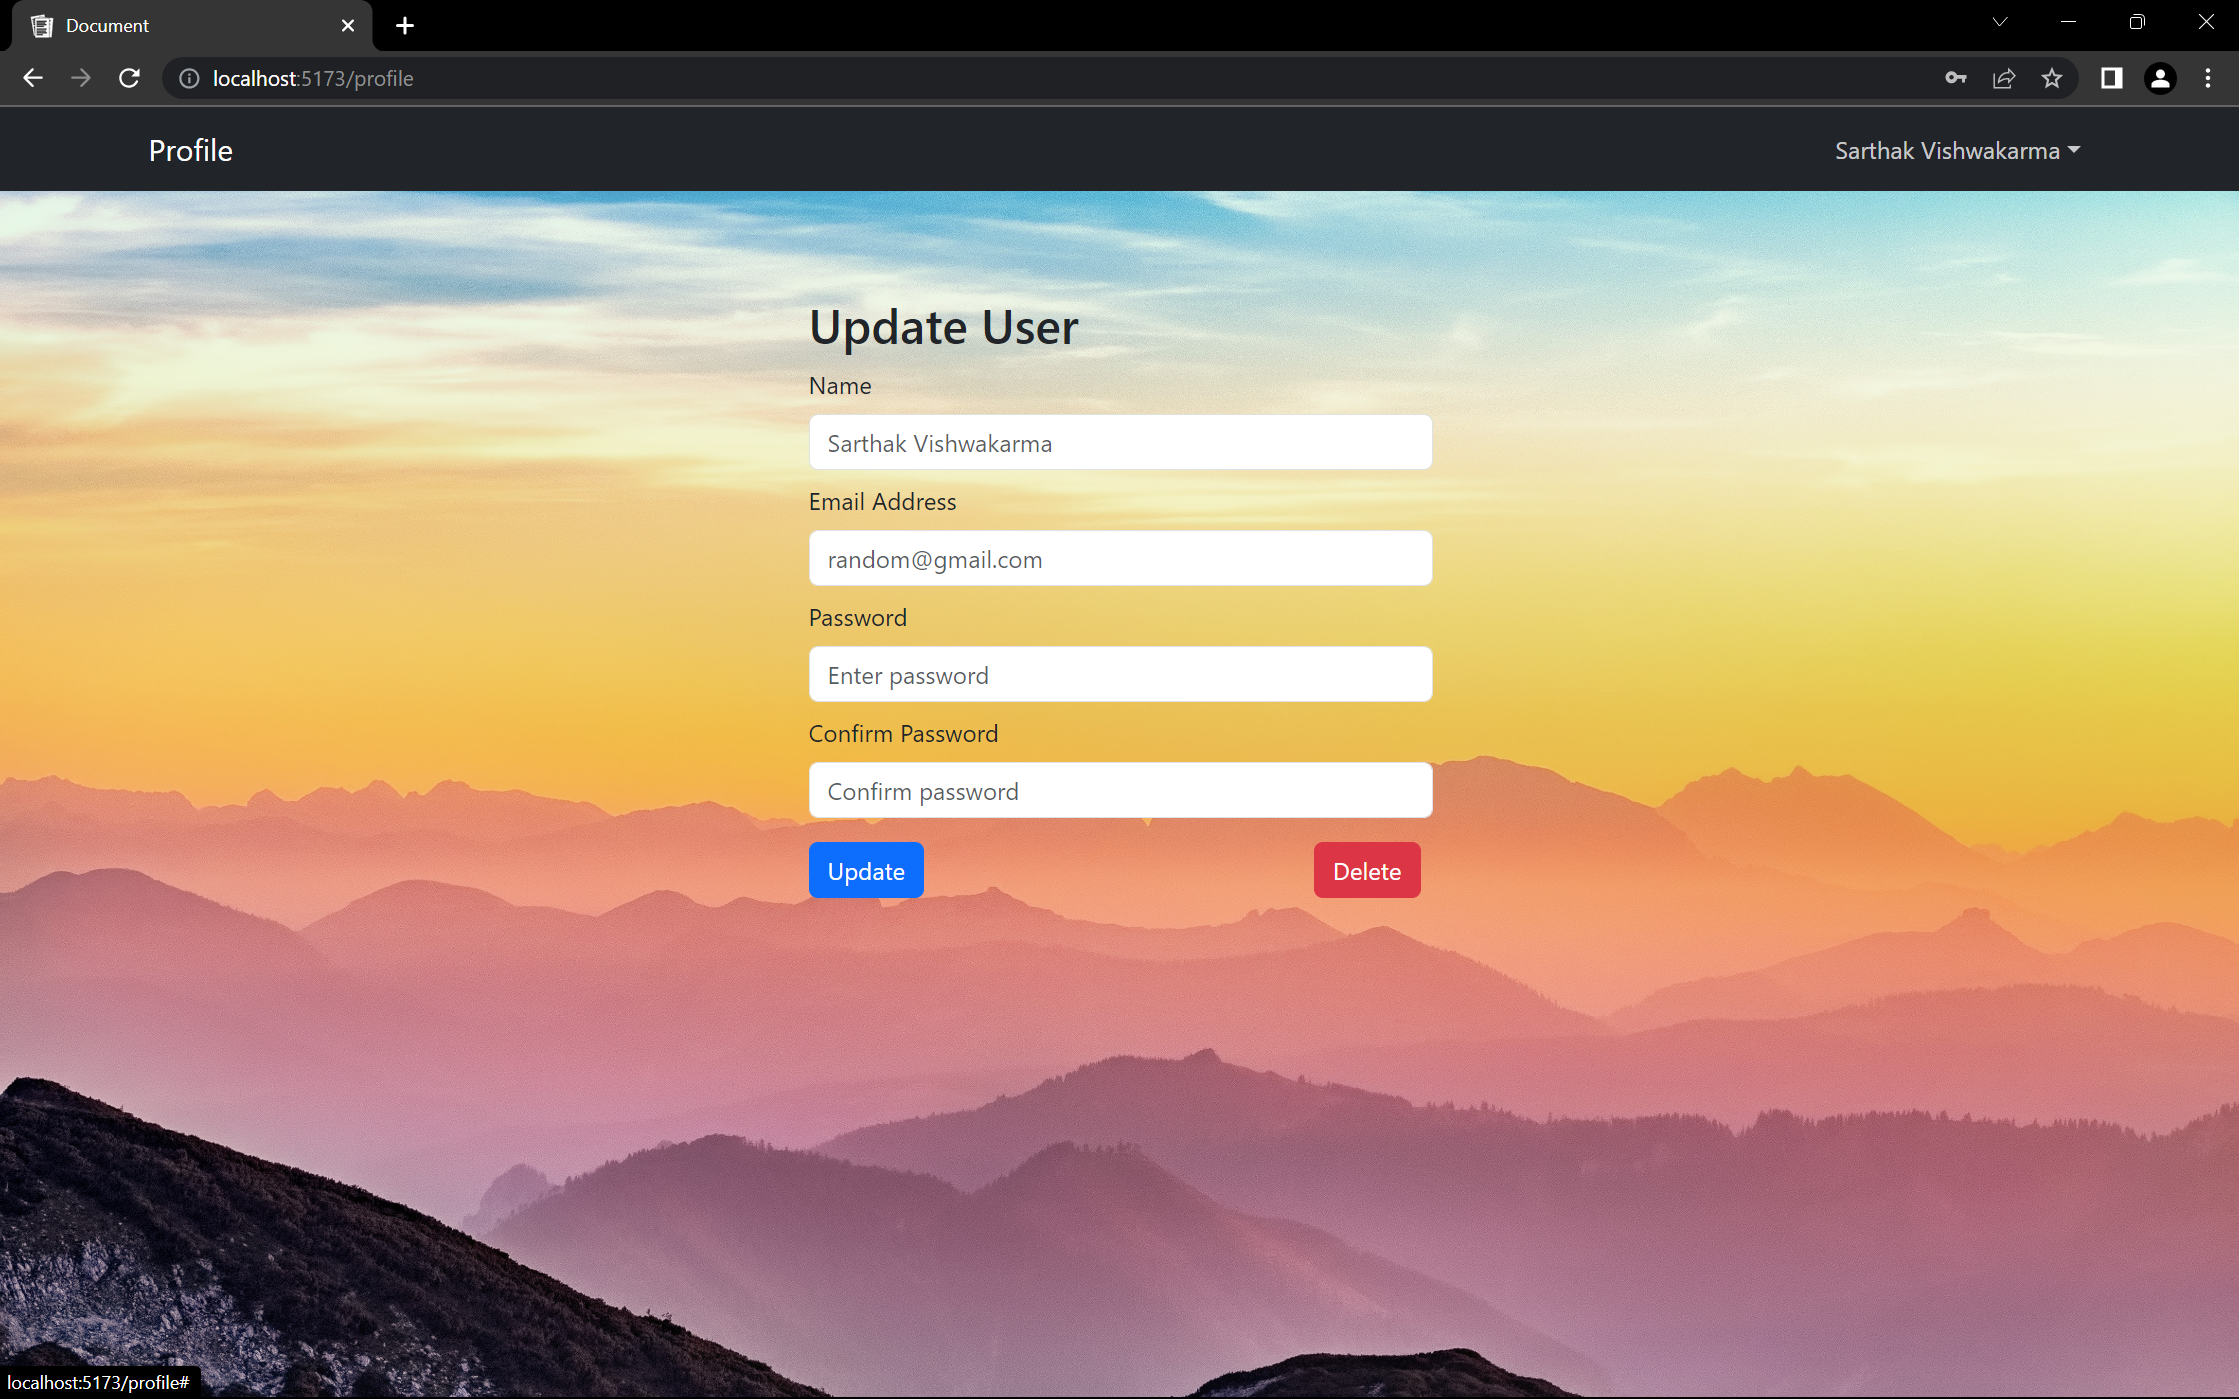 Document
localhost:5173/profile
Profile
Sarthak Vishwakarma
Update User
Name
Sarthak Vishwakarma
Email Address
random@gmail.com
Password
Enter password
Confirm Password
Confirm password
Update
Delete
localhost:5173/profile#